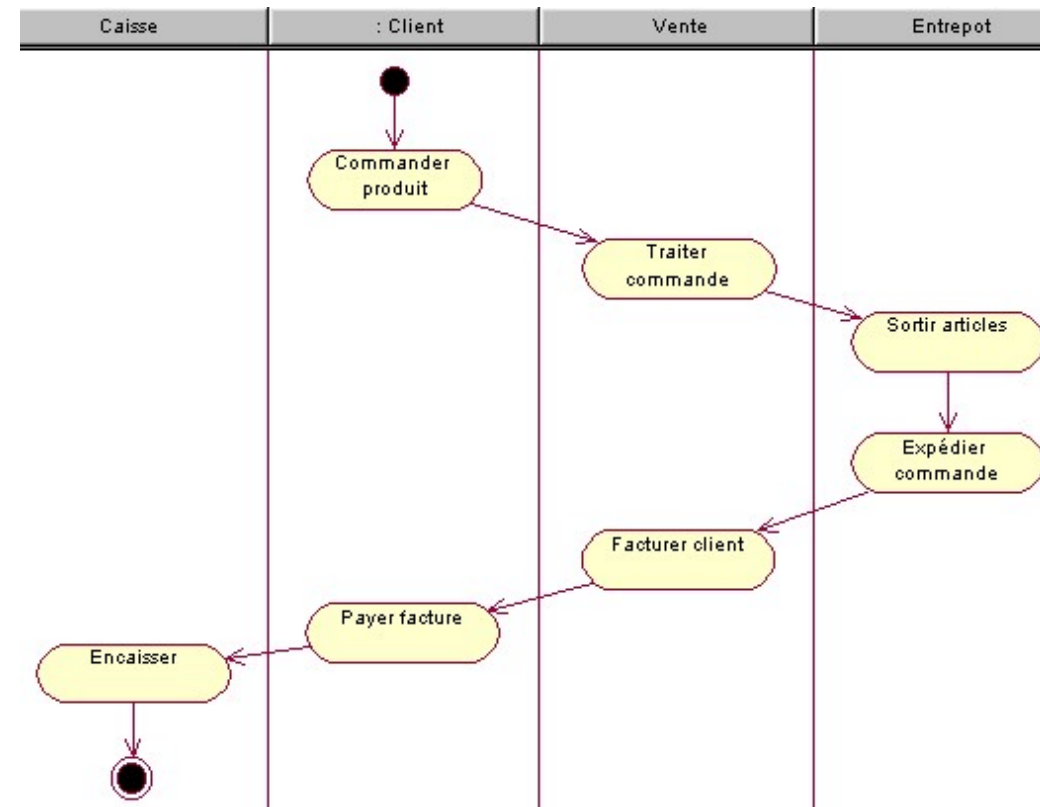 Caisse
: Client
Vente
Entrepot
Commander
produit
Traiter
commande
Sortir articles
Expédier
commande
Facturer client
Payer facture
Encaisser